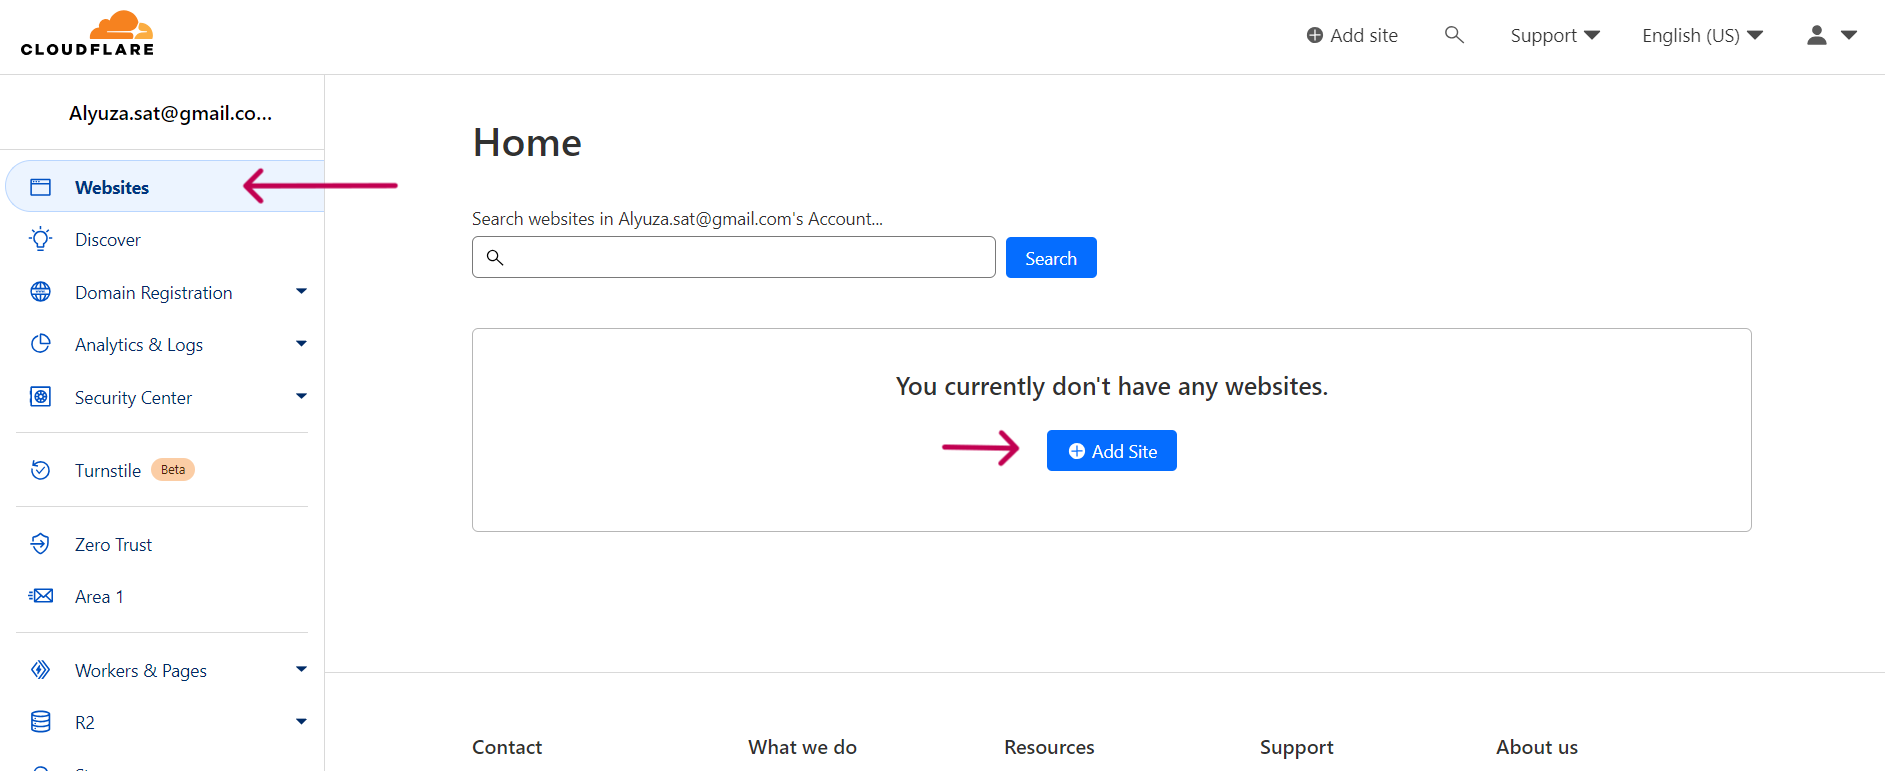 CLOUDFLARE
Add site
Support
English (US)
Alyuza.sat@gmail.co...
Websites
Discover
Domain Registration
Analytics & Logs
Security Center
Turnstile Beta
Zero Trust
Area 1
Workers & Pages
R2
Home
Search websites in Alyuza.sat@gmail.com's Account...
Search
You currently don't have any websites.
Add Site
Contact
What we do
Resources
Support
About us